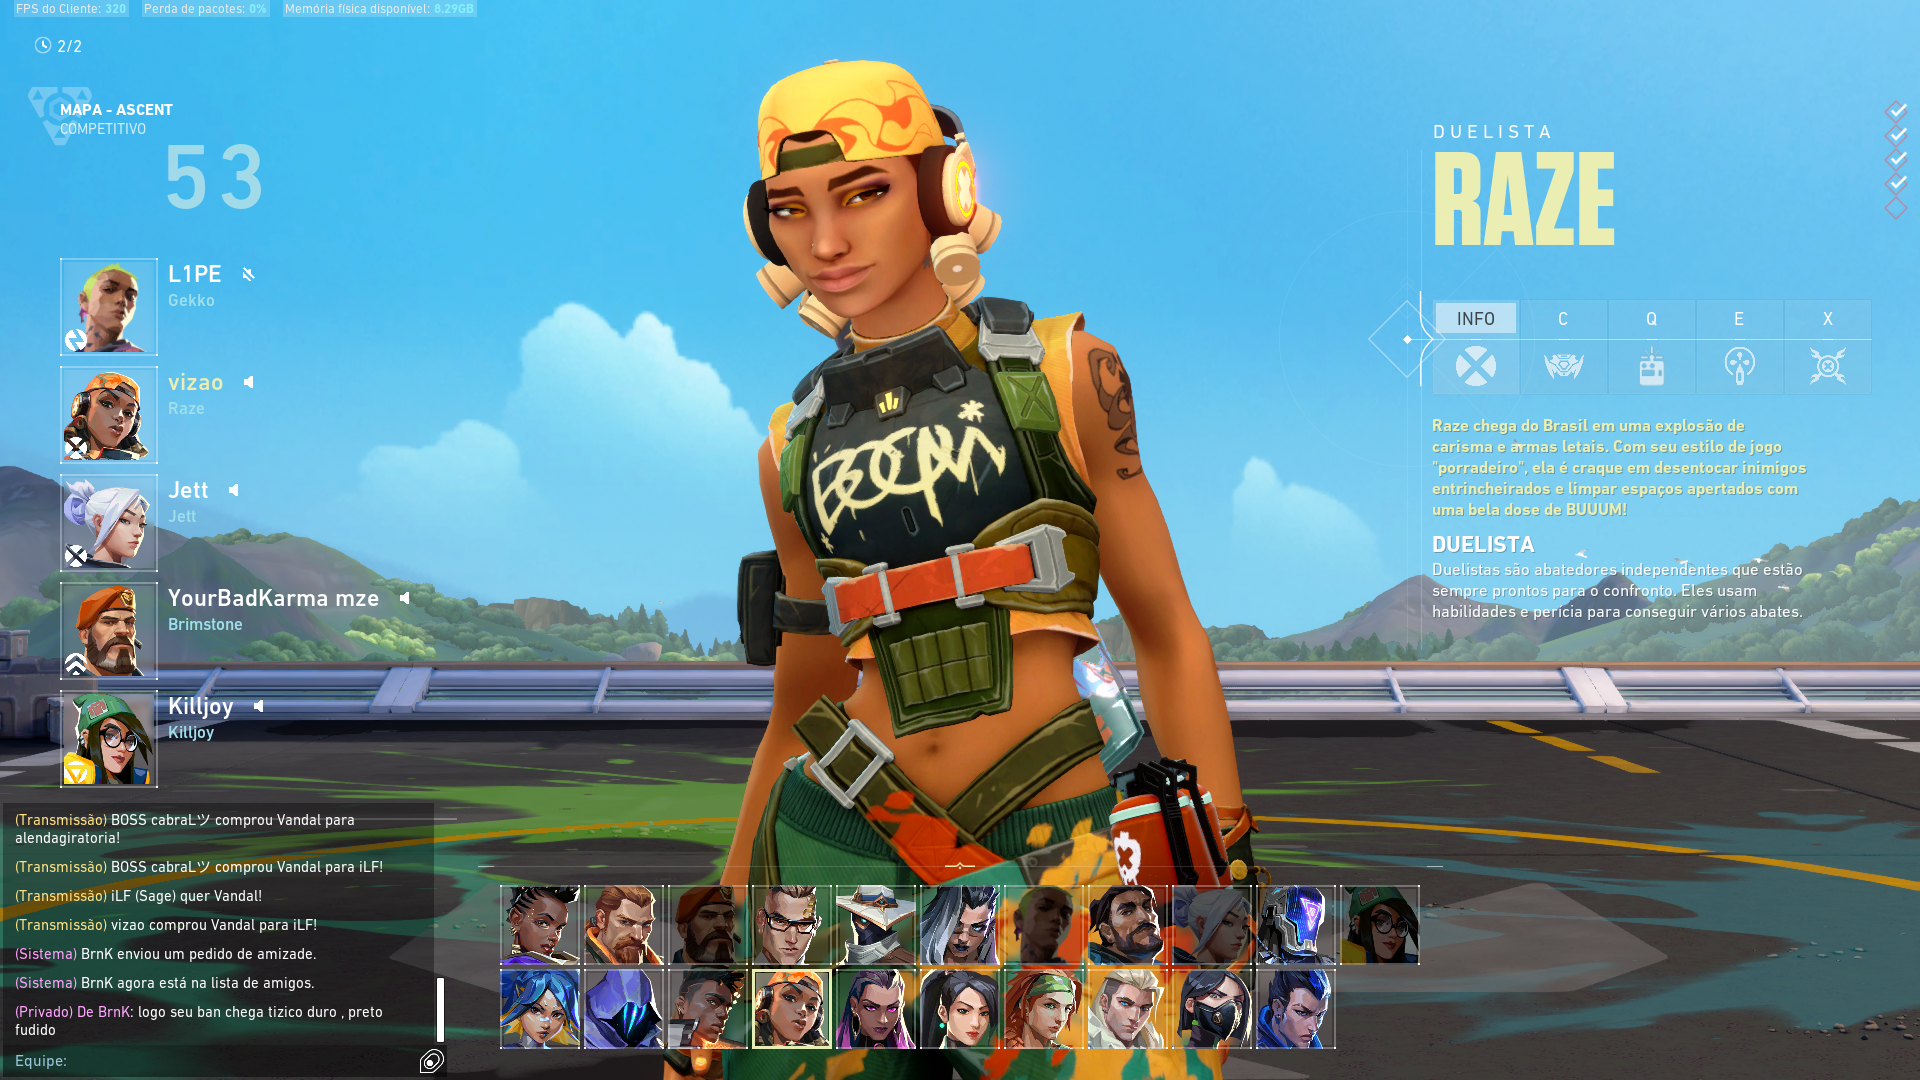 FPS do Cliente: 320 Perda de pacotes: 0% Memória física disponível: 8.29GB
2/2
MAPA - ASCENT
COMPETITIVO
53
L1PE
Gekko
vizao
Raze
Jett
Jett
YourBadKarma mze
Brimstone
Killjoy
Killjoy
(Transmissão) BOSS cabraLツ comprou Vandal para
alendagiratoria!
(Transmissão) BOSS cabraLツ comprou Vandal para iLF!
(Transmissão) iLF (Sage) quer Vandal!
(Transmissão) vizao comprou Vandal para iLF!
(Sistema) BrnK enviou um pedido de amizade.
(Sistema) BrnK agora está na lista de amigos.
(Privado) De BrnK: logo seu ban chega tizico duro , preto
fudido
Equipe:
BOOM
DUELISTA
RAZE
INFO C Q E X
Raze chega do Brasil em uma explosão de
carisma e armas letais. Com seu estilo de jogo
"porradeiro", ela é craque em desentocar inimigos
entrincheirados e limpar espaços apertados com
uma bela dose de BUUUM!
DUELISTA
Duelistas são abatedores independentes que estão
sempre prontos para o confronto. Eles usam
habilidades e perícia para conseguir vários abates.